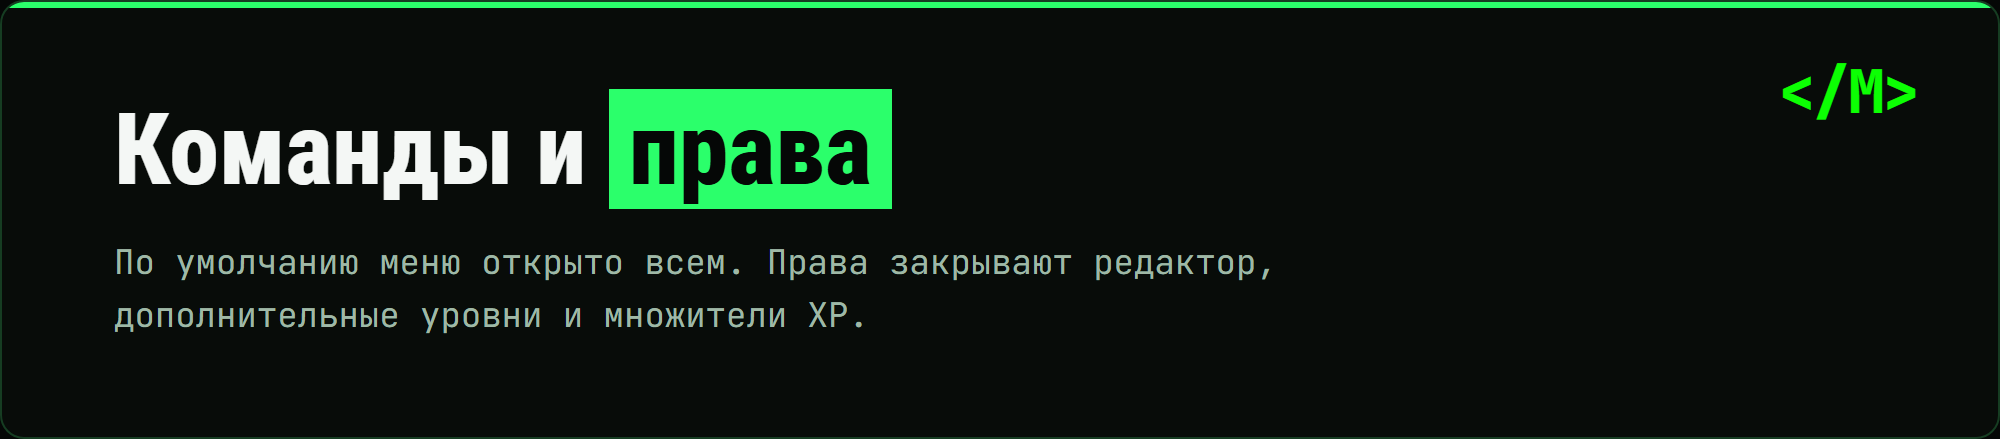 </M>
Команды и права
По умолчанию меню открыто всем. Права закрывают редактор,
дополнительные уровни и множители XP.